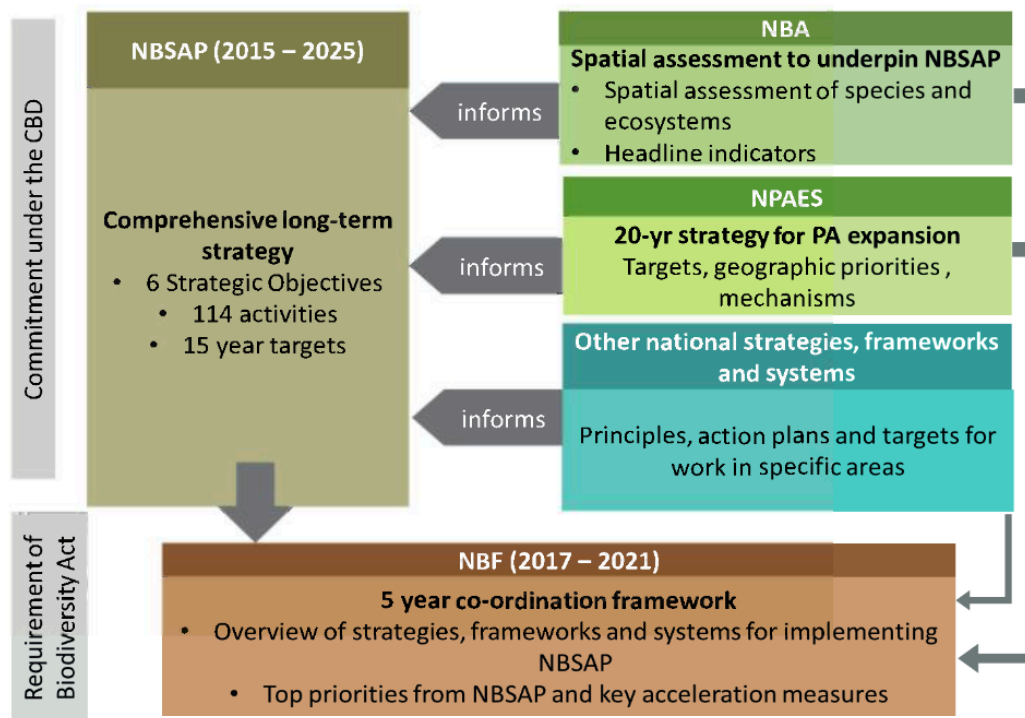 Commitment under the CBD
NBSAP (2015 – 2025)
Comprehensive long-term
strategy
• 6 Strategic Objectives
• 114 activities
• 15 year targets
informs
NBA
Spatial assessment to underpin NBSAP
• Spatial assessment of species and
ecosystems
• Headline indicators
informs
NPAES
20-yr strategy for PA expansion
Targets, geographic priorities ,
mechanisms
informs
Other national strategies, frameworks
and systems
Principles, action plans and targets for
work in specific areas
Requirement of
Biodiversity Act
NBF (2017 – 2021)
5 year co-ordination framework
• Overview of strategies, frameworks and systems for implementing
NBSAP
• Top priorities from NBSAP and key acceleration measures